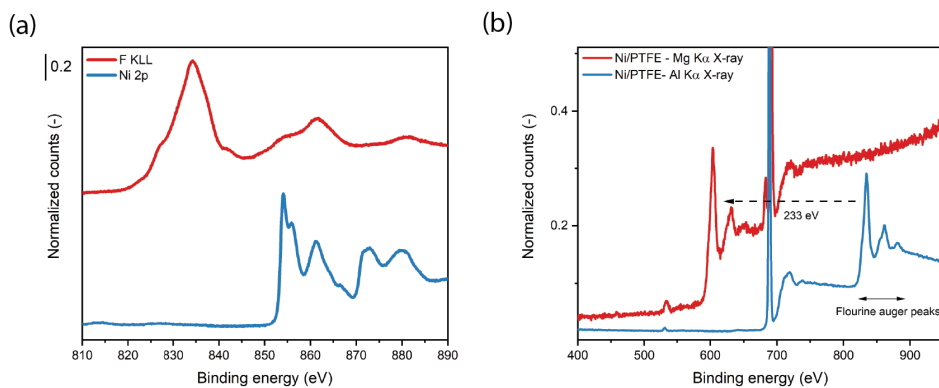 (a)
0.2
F KLL
Ni 2p
Normalized counts (-)
810 820 830 840 850 860 870 880 890
Binding energy (eV)
(b)
Ni/PTFE - Mg Kα X-ray
Ni/PTFE- Al Kα X-ray
0.4
0.2
233 eV
Flourine auger peaks
Normalized counts (-)
400 500 600 700 800 900
Binding energy (eV)